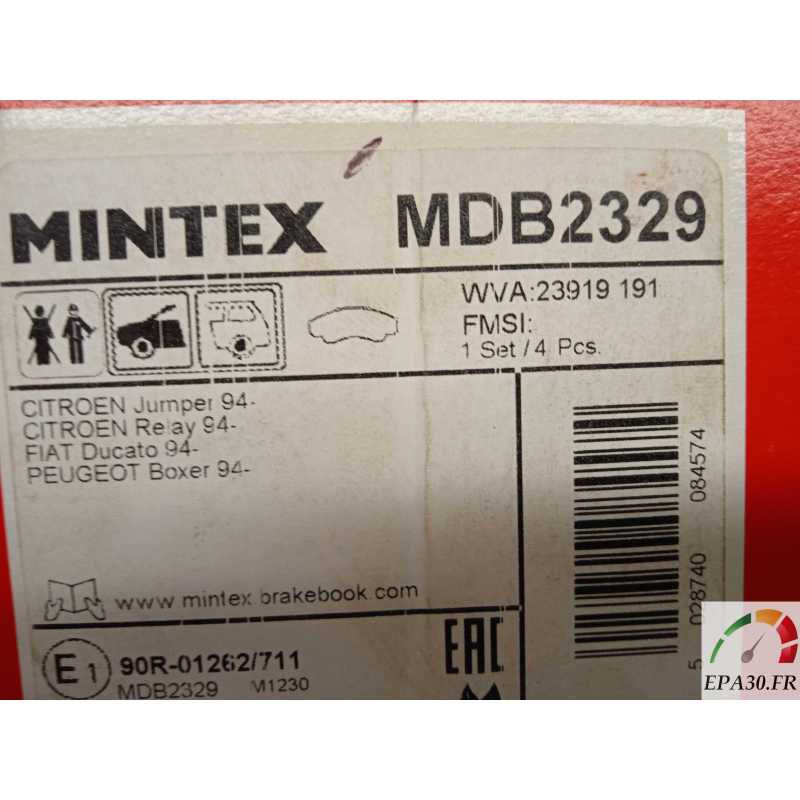 MINTEX MDB2329
WVA:23919 191
FMSI:
1 Set / 4 Pcs.
CITROEN Jumper 94-
CITROEN Relay 94-
FIAT Ducato 94-
PEUGEOT Boxer 94-
www.mintex.brakebook.com
5 028740 084574
E1 90R-01262/711
MDB2329 M1230
EAC
EPA30.FR